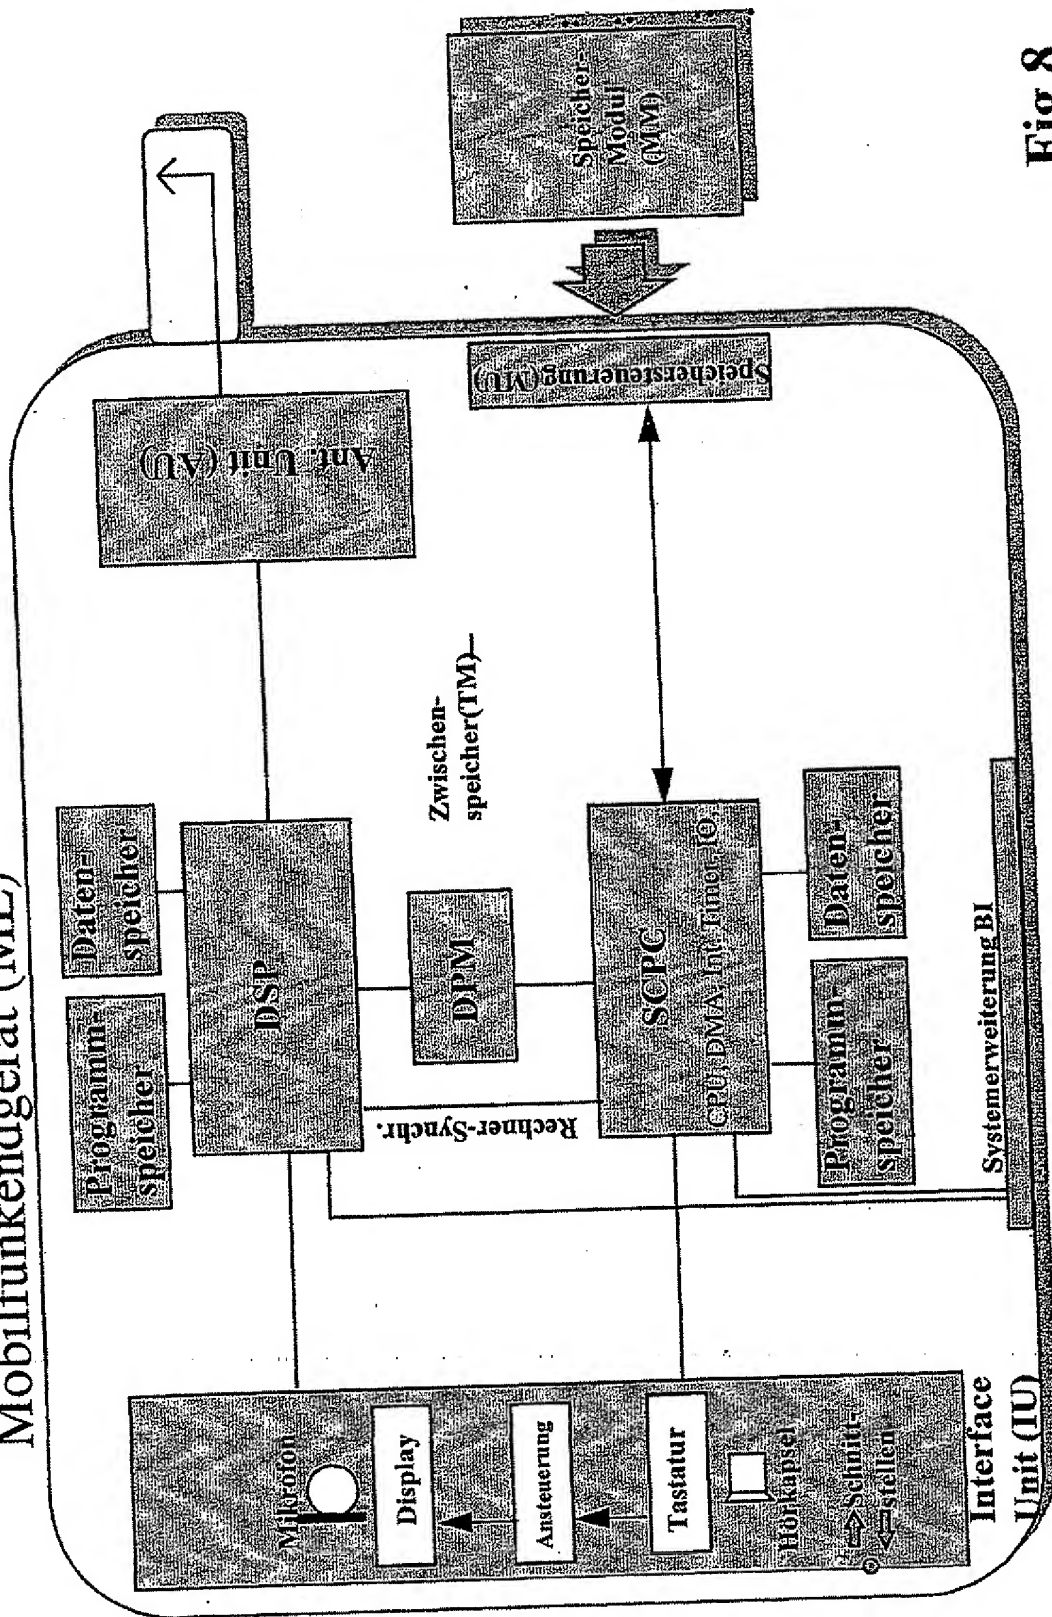 Mobilfunkendgerät (ME)
Programm-
speicher
Daten-
speicher
DSP
Ant. Unit (AU)
Mikrofon
Display
Ansteuerung
Tastatur
Hörkapsel
Schnitt-
stellen
Interface
Unit (IU)
Rechner-Synchr.
DPM
Zwischen-
speicher(TM)
SCPC
CPU, DMA, Int. Timer, IO,
Programm-
speicher
Daten-
speicher
Systemerweiterung BI
Speichersteuerung(MU)
Speicher-
Modul
(MM)
Fig 8